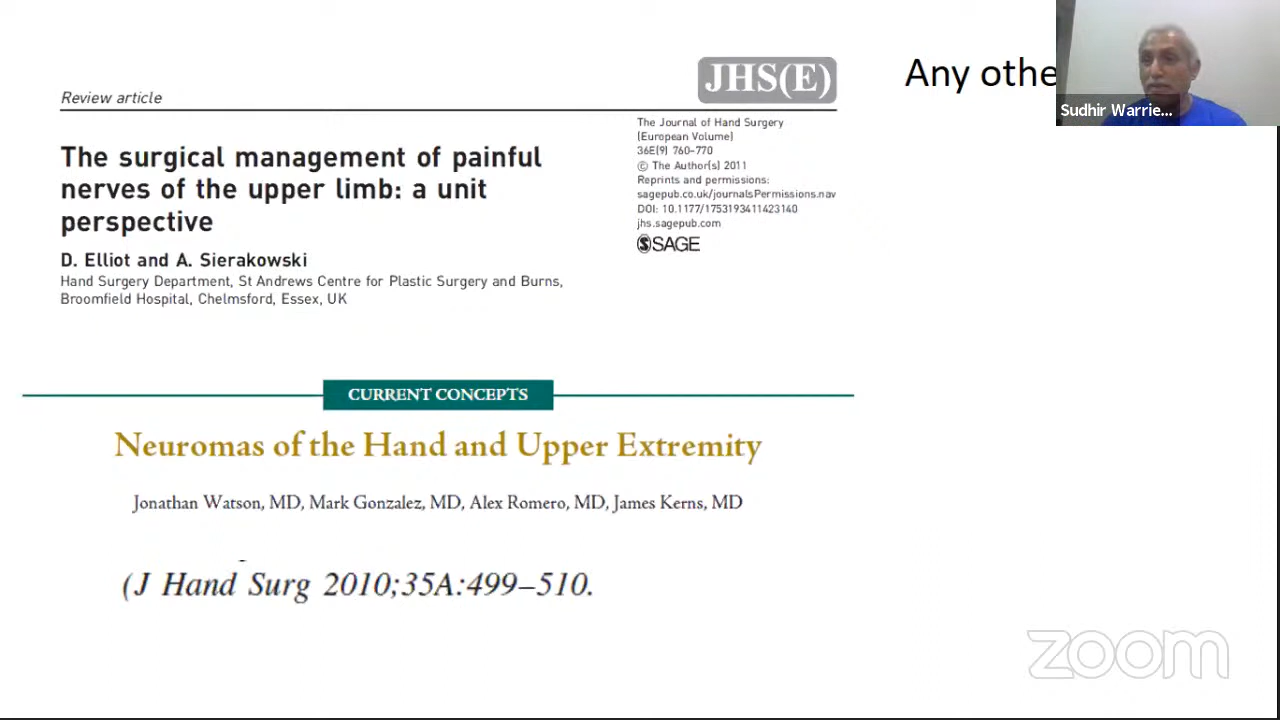 Review article
JHS(E)
The Journal of Hand Surgery
(European Volume)
36E(9) 760–770
© The Author(s) 2011
Reprints and permissions:
sagepub.co.uk/journalsPermissions.nav
DOI: 10.1177/1753193411423140
jhs.sagepub.com
SAGE
The surgical management of painful
nerves of the upper limb: a unit
perspective
D. Elliot and A. Sierakowski
Hand Surgery Department, St Andrews Centre for Plastic Surgery and Burns,
Broomfield Hospital, Chelmsford, Essex, UK
Any othe
Sudhir Warrie...
CURRENT CONCEPTS
Neuromas of the Hand and Upper Extremity
Jonathan Watson, MD, Mark Gonzalez, MD, Alex Romero, MD, James Kerns, MD
(J Hand Surg 2010;35A:499–510.
zoom